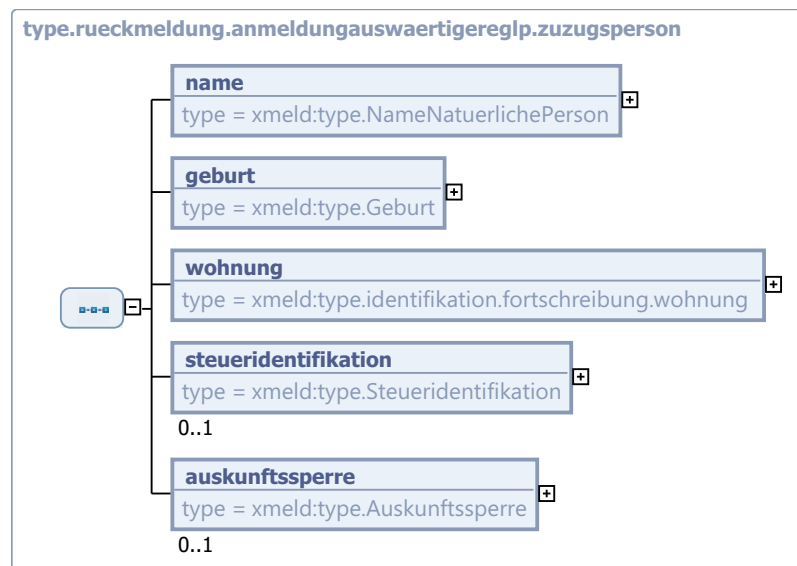 type.rueckmeldung.anmeldungauswaertigereglp.zuzugsperson
name
type = xmeld:type.NameNatuerlichePerson
geburt
type = xmeld:type.Geburt
wohnung
type = xmeld:type.identifikation.fortschreibung.wohnung
steueridentifikation
type = xmeld:type.Steueridentifikation
0..1
auskunftssperre
type = xmeld:type.Auskunftssperre
0..1